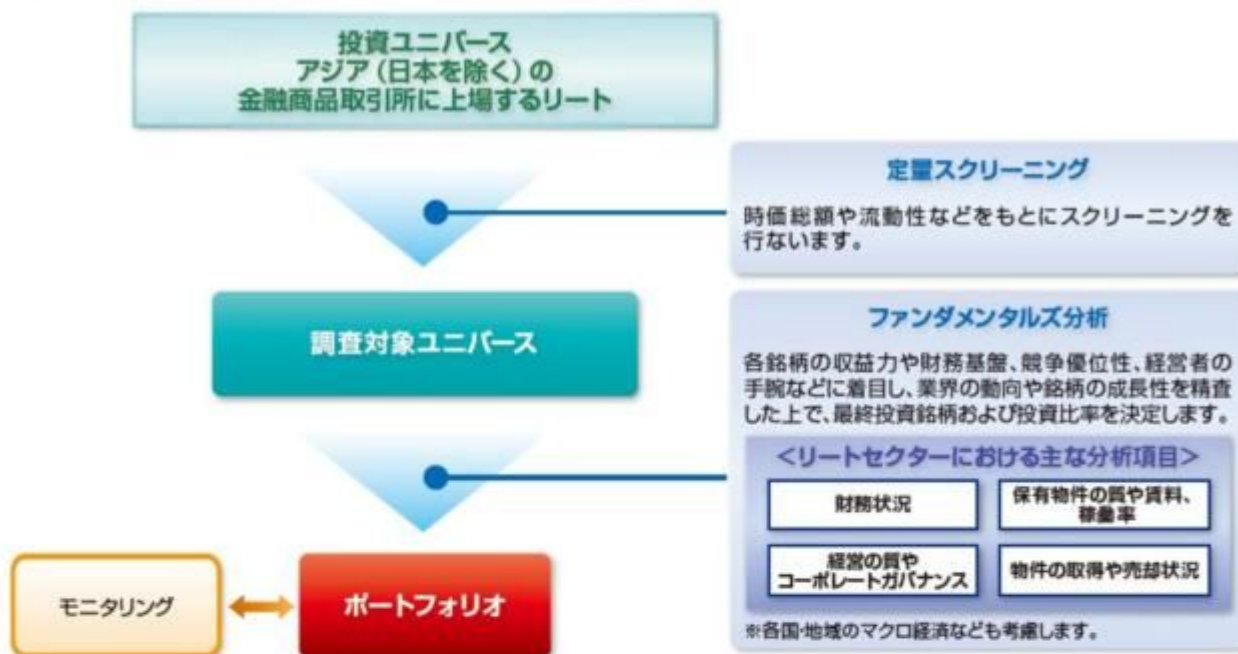 投資ユニバース
アジア(日本を除く)の
金融商品取引所に上場するリート
定量スクリーニング
時価総額や流動性などをもとにスクリーニングを
行ないます。
調査対象ユニバース
ファンダメンタルズ分析
各銘柄の収益力や財務基盤、競争優位性、経営者の
手腕などに着目し、業界の動向や銘柄の成長性を精査
した上で、最終投資銘柄および投資比率を決定します。
＜リートセクターにおける主な分析項目＞
財務状況
保有物件の質や賃料、
稼働率
経営の質や
コーポレートガバナンス
物件の取得や売却状況
※各国・地域のマクロ経済なども考慮します。
モニタリング
ポートフォリオ